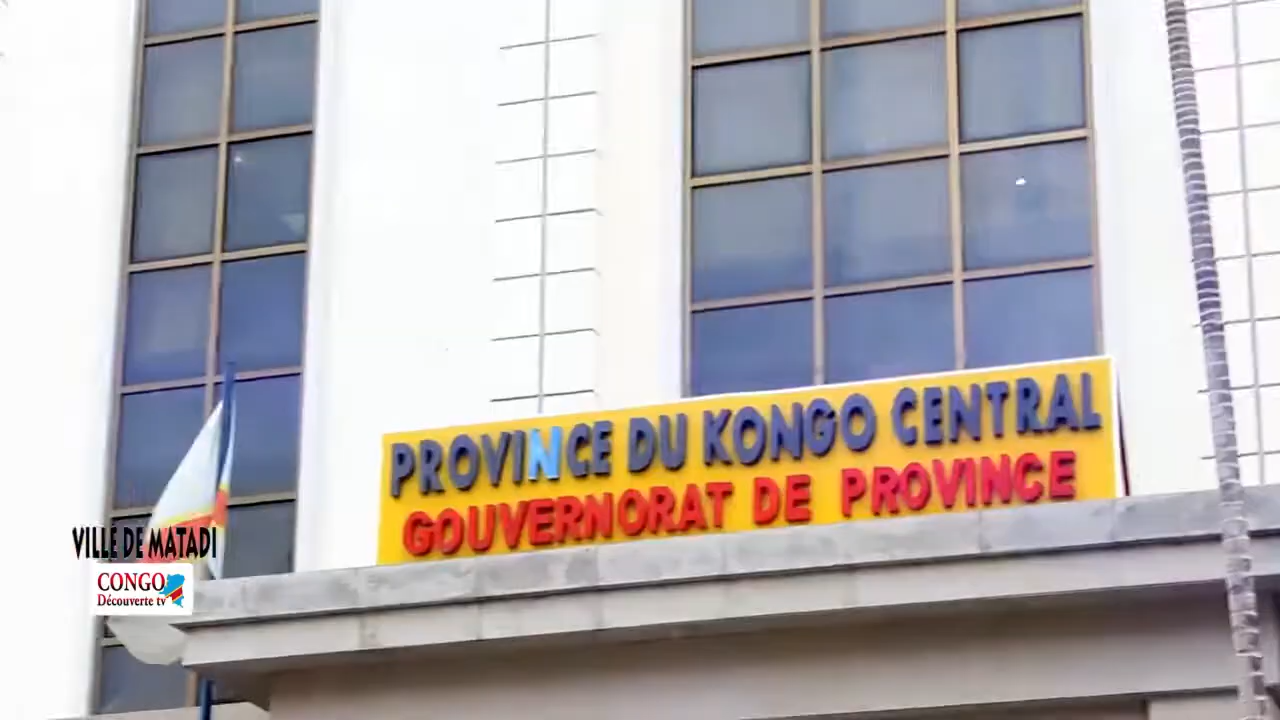 PROVINCE DU KONGO CENTRAL
GOUVERNORAT DE PROVINCE
VILLE DE MATADI
CONGO
Découverte tv